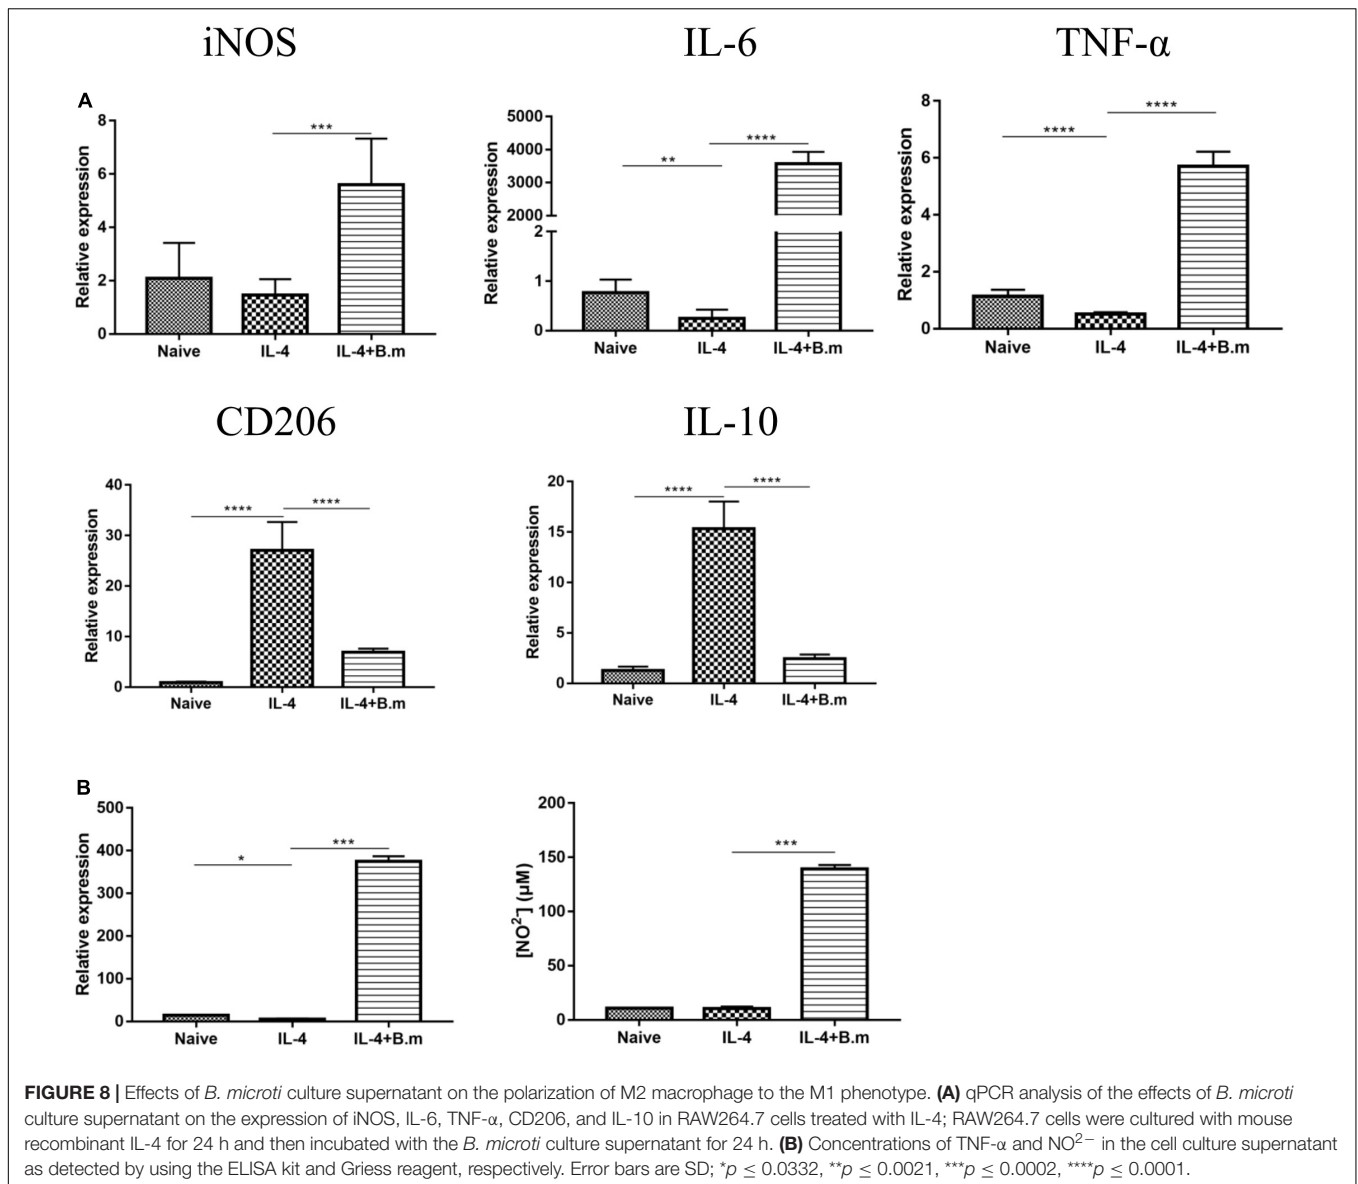 iNOS
IL-6
TNF-α
A
Relative expression
8
6
4
2
0
***
Naive
IL-4
IL-4+B.m
Relative expression
5000
4000
3000
2000
2
1
0
**
****
Naive
IL-4
IL-4+B.m
Relative expression
8
6
4
2
0
****
****
Naive
IL-4
IL-4+B.m
CD206
IL-10
Relative expression
40
30
20
10
0
****
****
Naive
IL-4
IL-4+B.m
Relative expression
20
15
10
5
0
****
****
Naive
IL-4
IL-4+B.m
B
Relative expression
500
400
300
200
100
0
*
***
Naive
IL-4
IL-4+B.m
[NO²⁻] (μM)
200
150
100
50
0
***
Naive
IL-4
IL-4+B.m
FIGURE 8 | Effects of B. microti culture supernatant on the polarization of M2 macrophage to the M1 phenotype. (A) qPCR analysis of the effects of B. microti
culture supernatant on the expression of iNOS, IL-6, TNF-α, CD206, and IL-10 in RAW264.7 cells treated with IL-4; RAW264.7 cells were cultured with mouse
recombinant IL-4 for 24 h and then incubated with the B. microti culture supernatant for 24 h. (B) Concentrations of TNF-α and NO²⁻ in the cell culture supernatant
as detected by using the ELISA kit and Griess reagent, respectively. Error bars are SD; *p ≤ 0.0332, **p ≤ 0.0021, ***p ≤ 0.0002, ****p ≤ 0.0001.